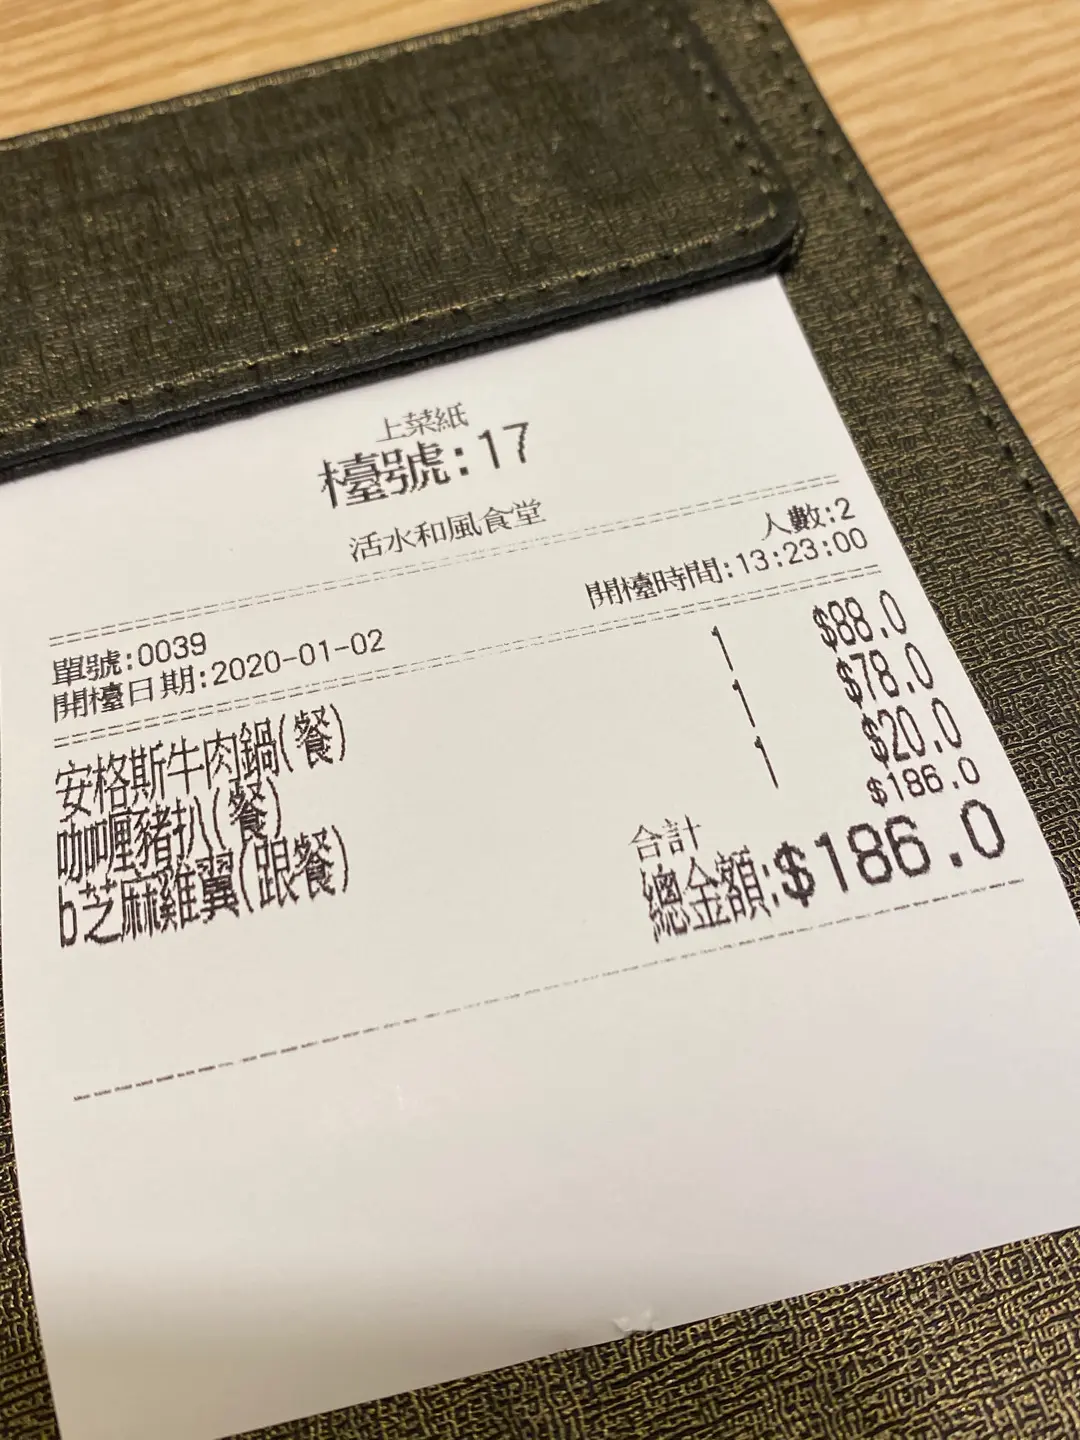 上菜紙
檯號:17
活水和風食堂
單號:0039 人數:2
開檯日期:2020-01-02 開檯時間:13:23:00
安格斯牛肉鍋(餐) 1 $88.0
咖喱豬扒(餐) 1 $78.0
b芝麻雞翼(跟餐) 1 $20.0
合計 $186.0
總金額:$186.0